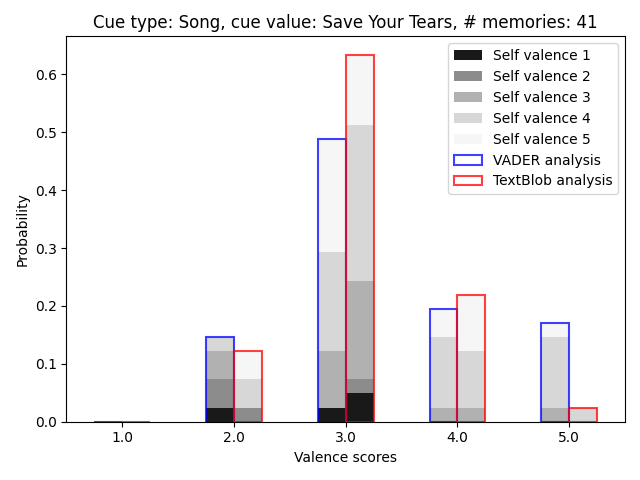 Cue type: Song, cue value: Save Your Tears, # memories: 41
Self valence 1
Self valence 2
Self valence 3
Self valence 4
Self valence 5
VADER analysis
TextBlob analysis
Probability
0.6
0.5
0.4
0.3
0.2
0.1
0.0
1.0 2.0 3.0 4.0 5.0
Valence scores